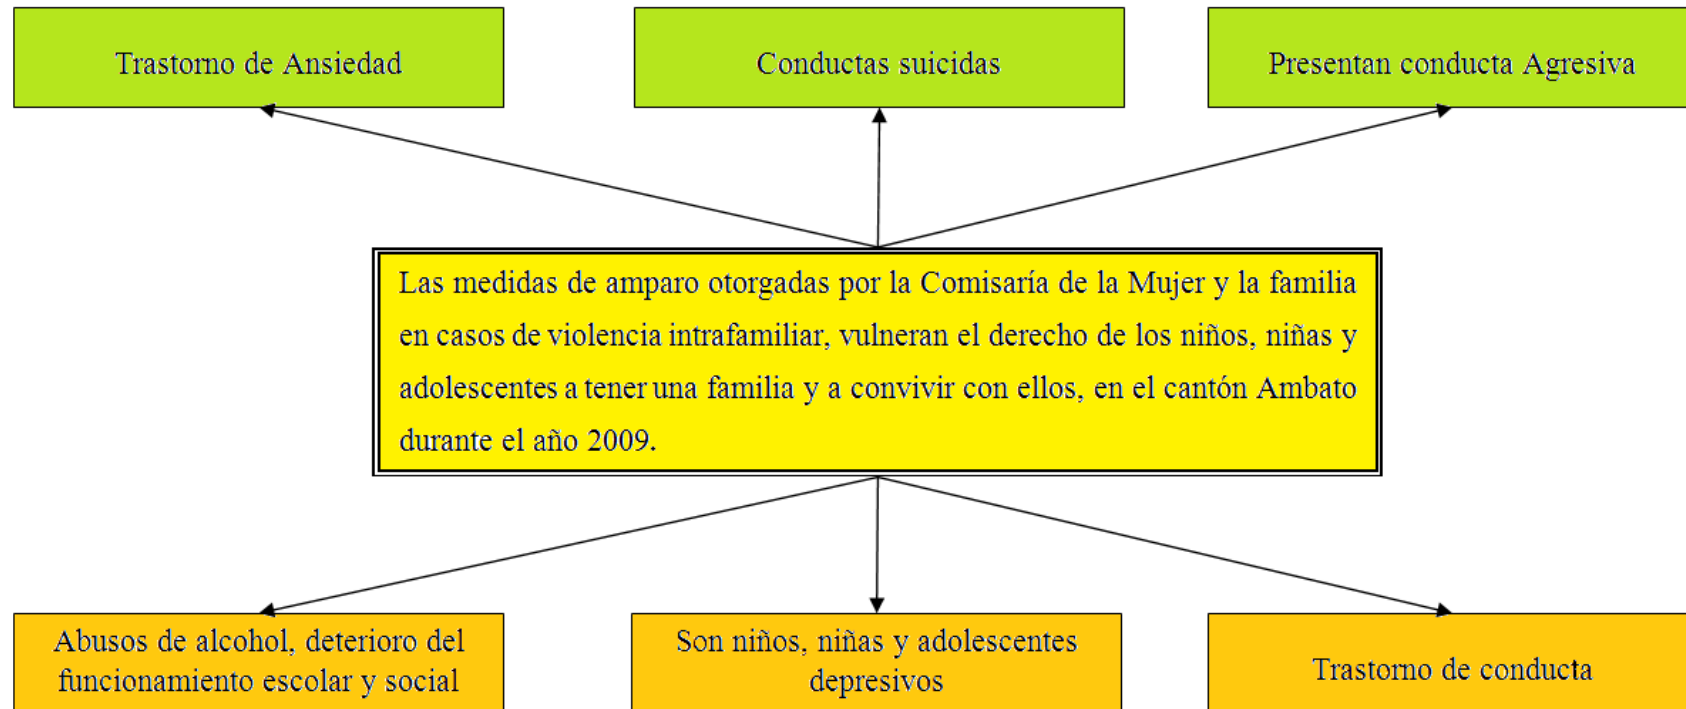 Trastorno de Ansiedad
Conductas suicidas
Presentan conducta Agresiva
Las medidas de amparo otorgadas por la Comisaría de la Mujer y la familia
en casos de violencia intrafamiliar, vulneran el derecho de los niños, niñas y
adolescentes a tener una familia y a convivir con ellos, en el cantón Ambato
durante el año 2009.
Abusos de alcohol, deterioro del
funcionamiento escolar y social
Son niños, niñas y adolescentes
depresivos
Trastorno de conducta